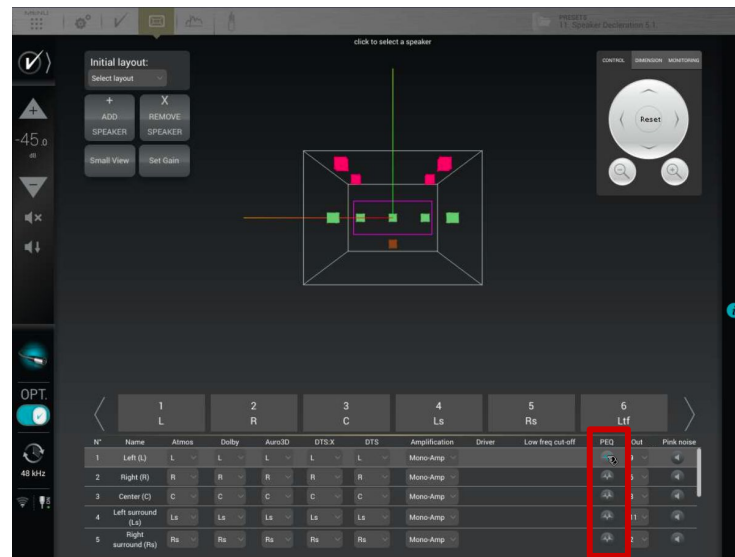 MENU
PRESETS
11. Speaker Declaration 5.1.
click to select a speaker
Initial layout:
Select layout
+
ADD
SPEAKER
X
REMOVE
SPEAKER
Small View
Set Gain
CONTROL DIMENSION MONITORING
Reset
-45.0
dB
OPT.
48 kHz
1
L
2
R
3
C
4
Ls
5
Rs
6
Ltf
N° Name Atmos Dolby Auro3D DTS:X DTS Amplification Driver Low freq cut-off PEQ Out Pink noise
1 Left (L) L L L L L Mono-Amp
2 Right (R) R R R R R Mono-Amp
3 Center (C) C C C C C Mono-Amp
4 Left surround (Ls) Ls Ls Ls Ls Ls Mono-Amp 11
5 Right surround (Rs) Rs Rs Rs Rs Rs Mono-Amp